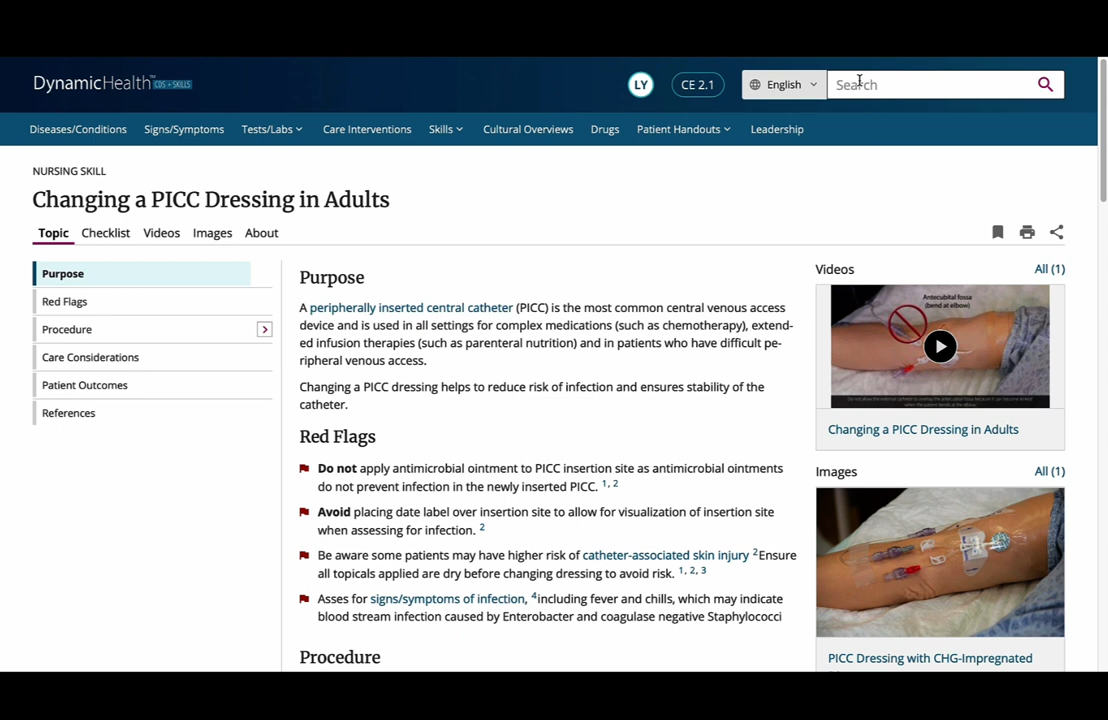 DynamicHealth™ CDS + SKILLS
LY
CE 2.1
English
Search
Diseases/Conditions Signs/Symptoms Tests/Labs Care Interventions Skills Cultural Overviews Drugs Patient Handouts Leadership
NURSING SKILL
Changing a PICC Dressing in Adults
Topic Checklist Videos Images About
Purpose
Red Flags
Procedure
Care Considerations
Patient Outcomes
References
Purpose
A peripherally inserted central catheter (PICC) is the most common central venous access
device and is used in all settings for complex medications (such as chemotherapy), extend-
ed infusion therapies (such as parenteral nutrition) and in patients who have difficult pe-
ripheral venous access.
Changing a PICC dressing helps to reduce risk of infection and ensures stability of the
catheter.
Red Flags
Do not apply antimicrobial ointment to PICC insertion site as antimicrobial ointments
do not prevent infection in the newly inserted PICC. 1, 2
Avoid placing date label over insertion site to allow for visualization of insertion site
when assessing for infection. 2
Be aware some patients may have higher risk of catheter-associated skin injury 2Ensure
all topicals applied are dry before changing dressing to avoid risk. 1, 2, 3
Asses for signs/symptoms of infection, 4including fever and chills, which may indicate
blood stream infection caused by Enterobacter and coagulase negative Staphylococci
Procedure
Videos All (1)
Antecubital fossa
(bend at elbow)
Changing a PICC Dressing in Adults
Images All (1)
PICC Dressing with CHG-Impregnated